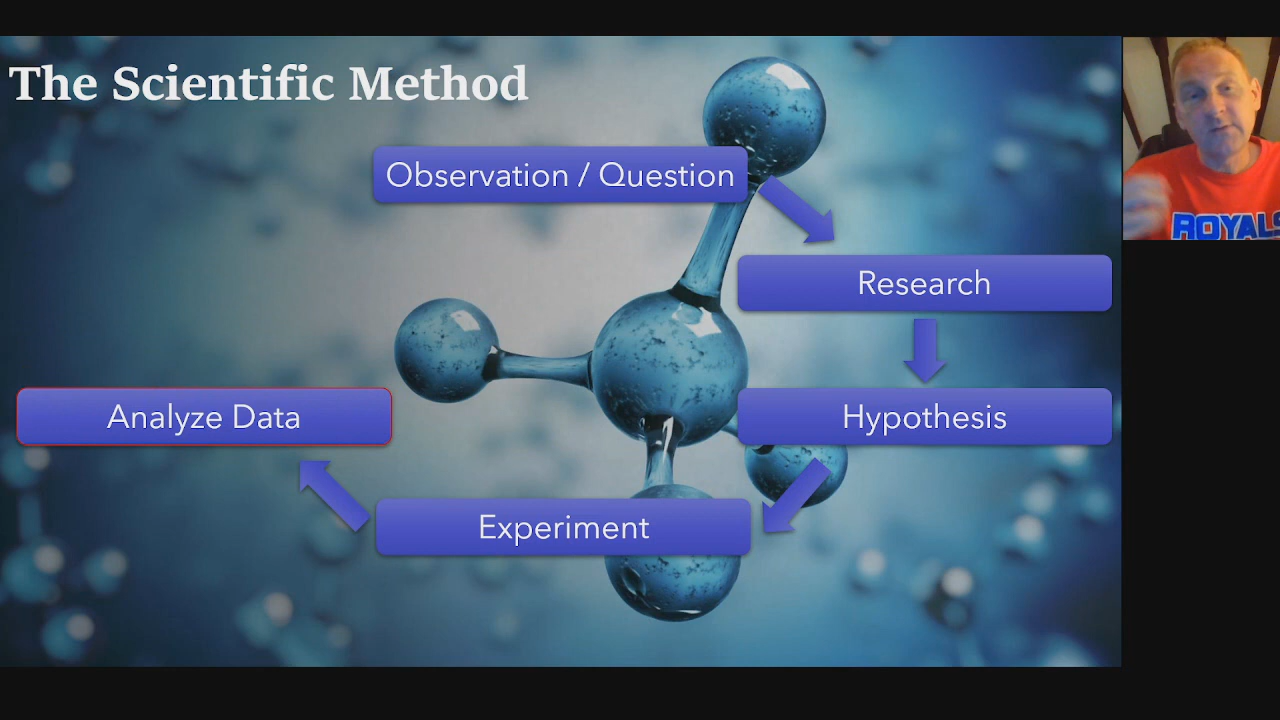 The Scientific Method
Observation / Question
Research
Hypothesis
Experiment
Analyze Data
ROYALS